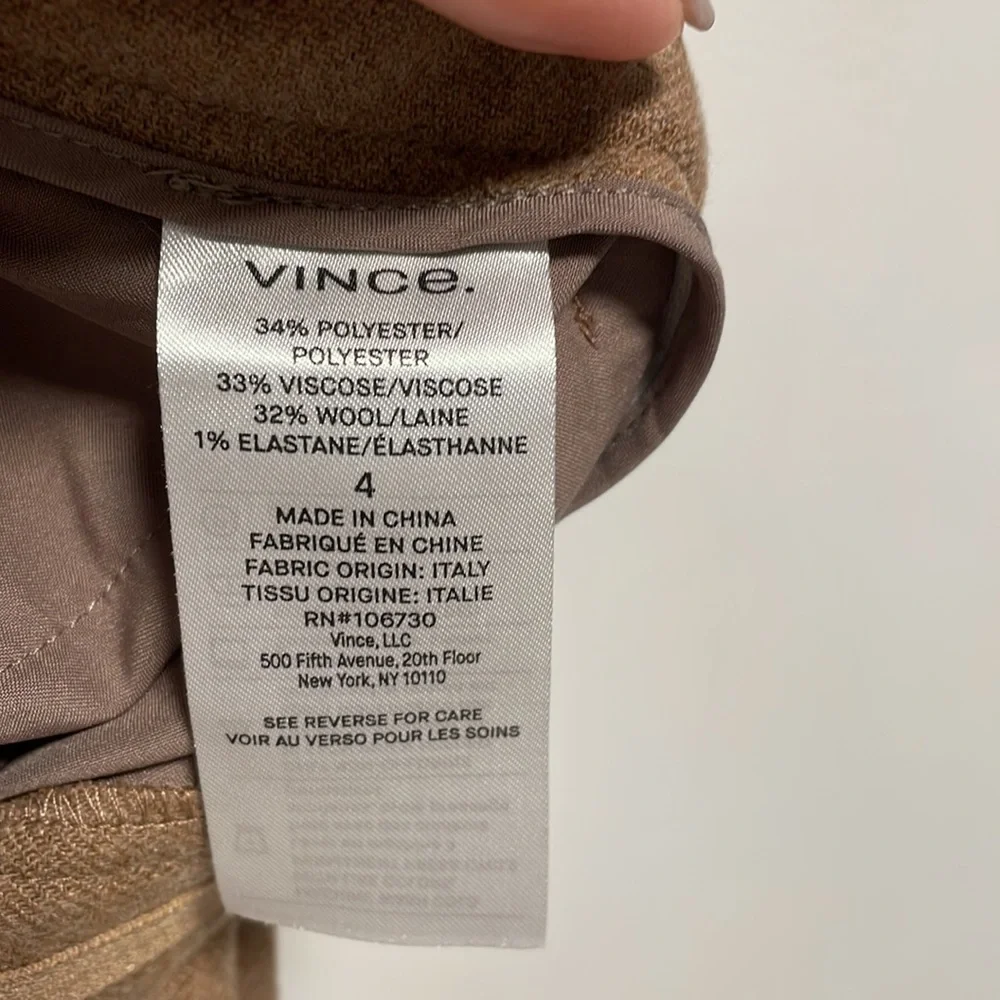 VINCe.
34% POLYESTER/
POLYESTER
33% VISCOSE/VISCOSE
32% WOOL/LAINE
1% ELASTANE/ÉLASTHANNE
4
MADE IN CHINA
FABRIQUÉ EN CHINE
FABRIC ORIGIN: ITALY
TISSU ORIGINE: ITALIE
RN#106730
Vince, LLC
500 Fifth Avenue, 20th Floor
New York, NY 10110
SEE REVERSE FOR CARE
VOIR AU VERSO POUR LES SOINS